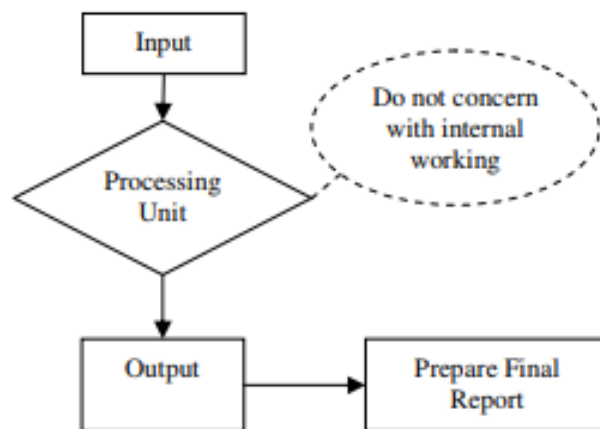 Input
Do not concern
with internal
working
Processing
Unit
Output
Prepare Final
Report